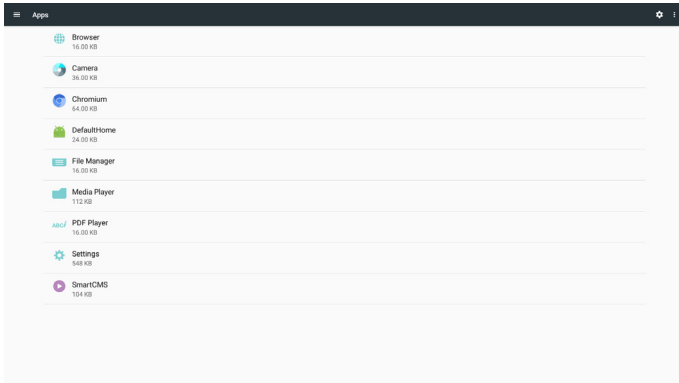 Apps
Browser
16.00 KB
Camera
36.00 KB
Chromium
64.00 KB
DefaultHome
24.00 KB
File Manager
16.00 KB
Media Player
112 KB
ABC/
PDF Player
16.00 KB
Settings
548 KB
SmartCMS
104 KB